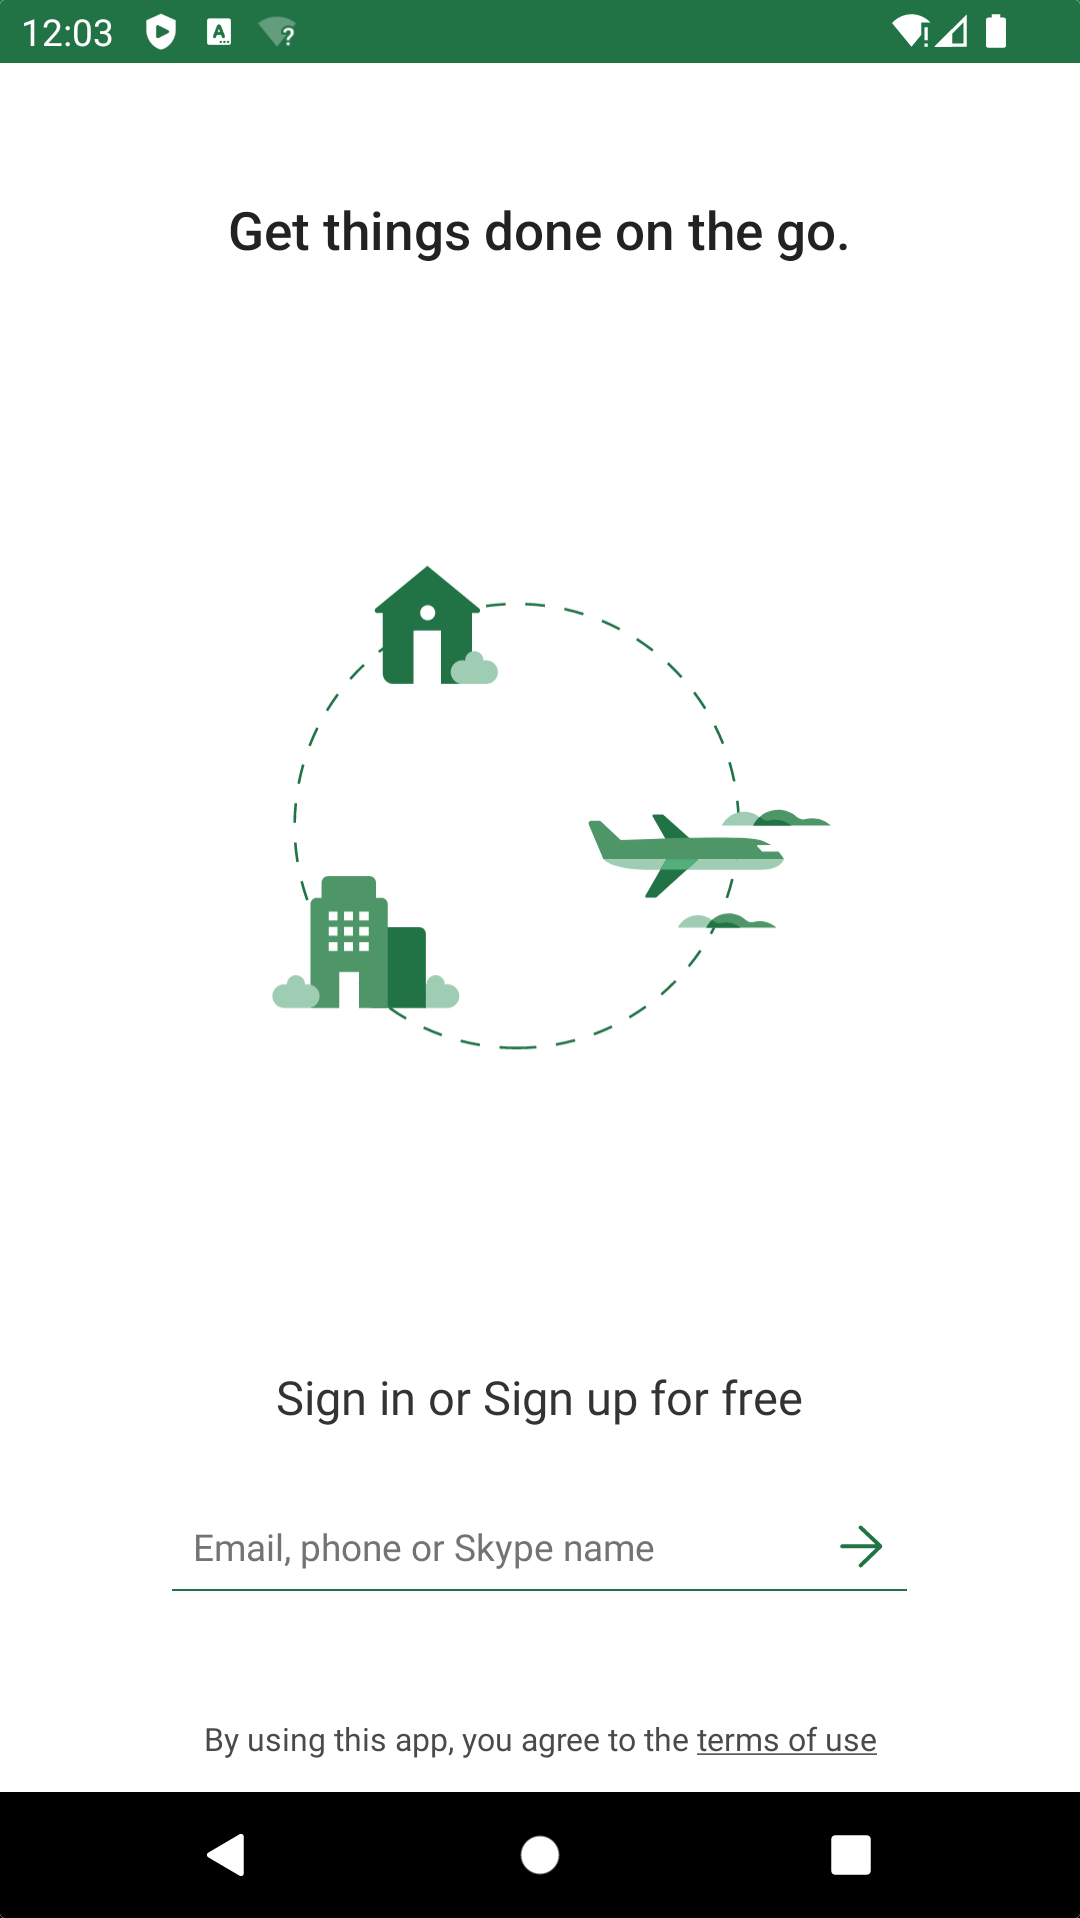 12:03
Get things done on the go.
Sign in or Sign up for free
Email, phone or Skype name
By using this app, you agree to the terms of use